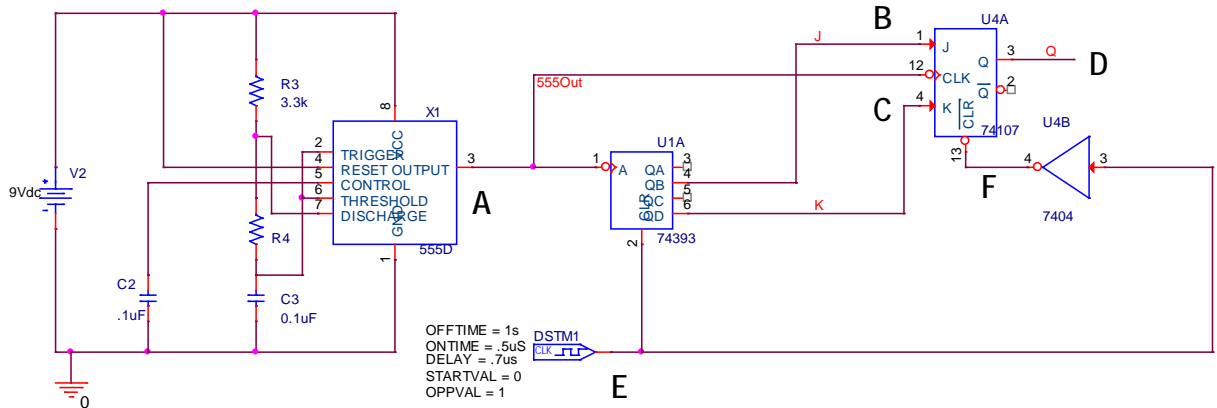 B
U4A
1
J
J
3
Q
Q
D
12
CLK
2
Q
555Out
4
C
K
CLR
74107
13
U4B
4
3
F
7404
R3
3.3k
8
X1
VCC
2
TRIGGER
4
RESET OUTPUT
3
5
CONTROL
6
THRESHOLD
7
DISCHARGE
GND
1
555D
A
V2
9Vdc
R4
C2
.1uF
C3
0.1uF
0
U1A
1
A
QA
3
QB
4
QC
5
QD
6
CLR
2
74393
K
OFFTIME = 1s
ONTIME = .5uS
DELAY = .7us
STARTVAL = 0
OPPVAL = 1
DSTM1
CLK
E